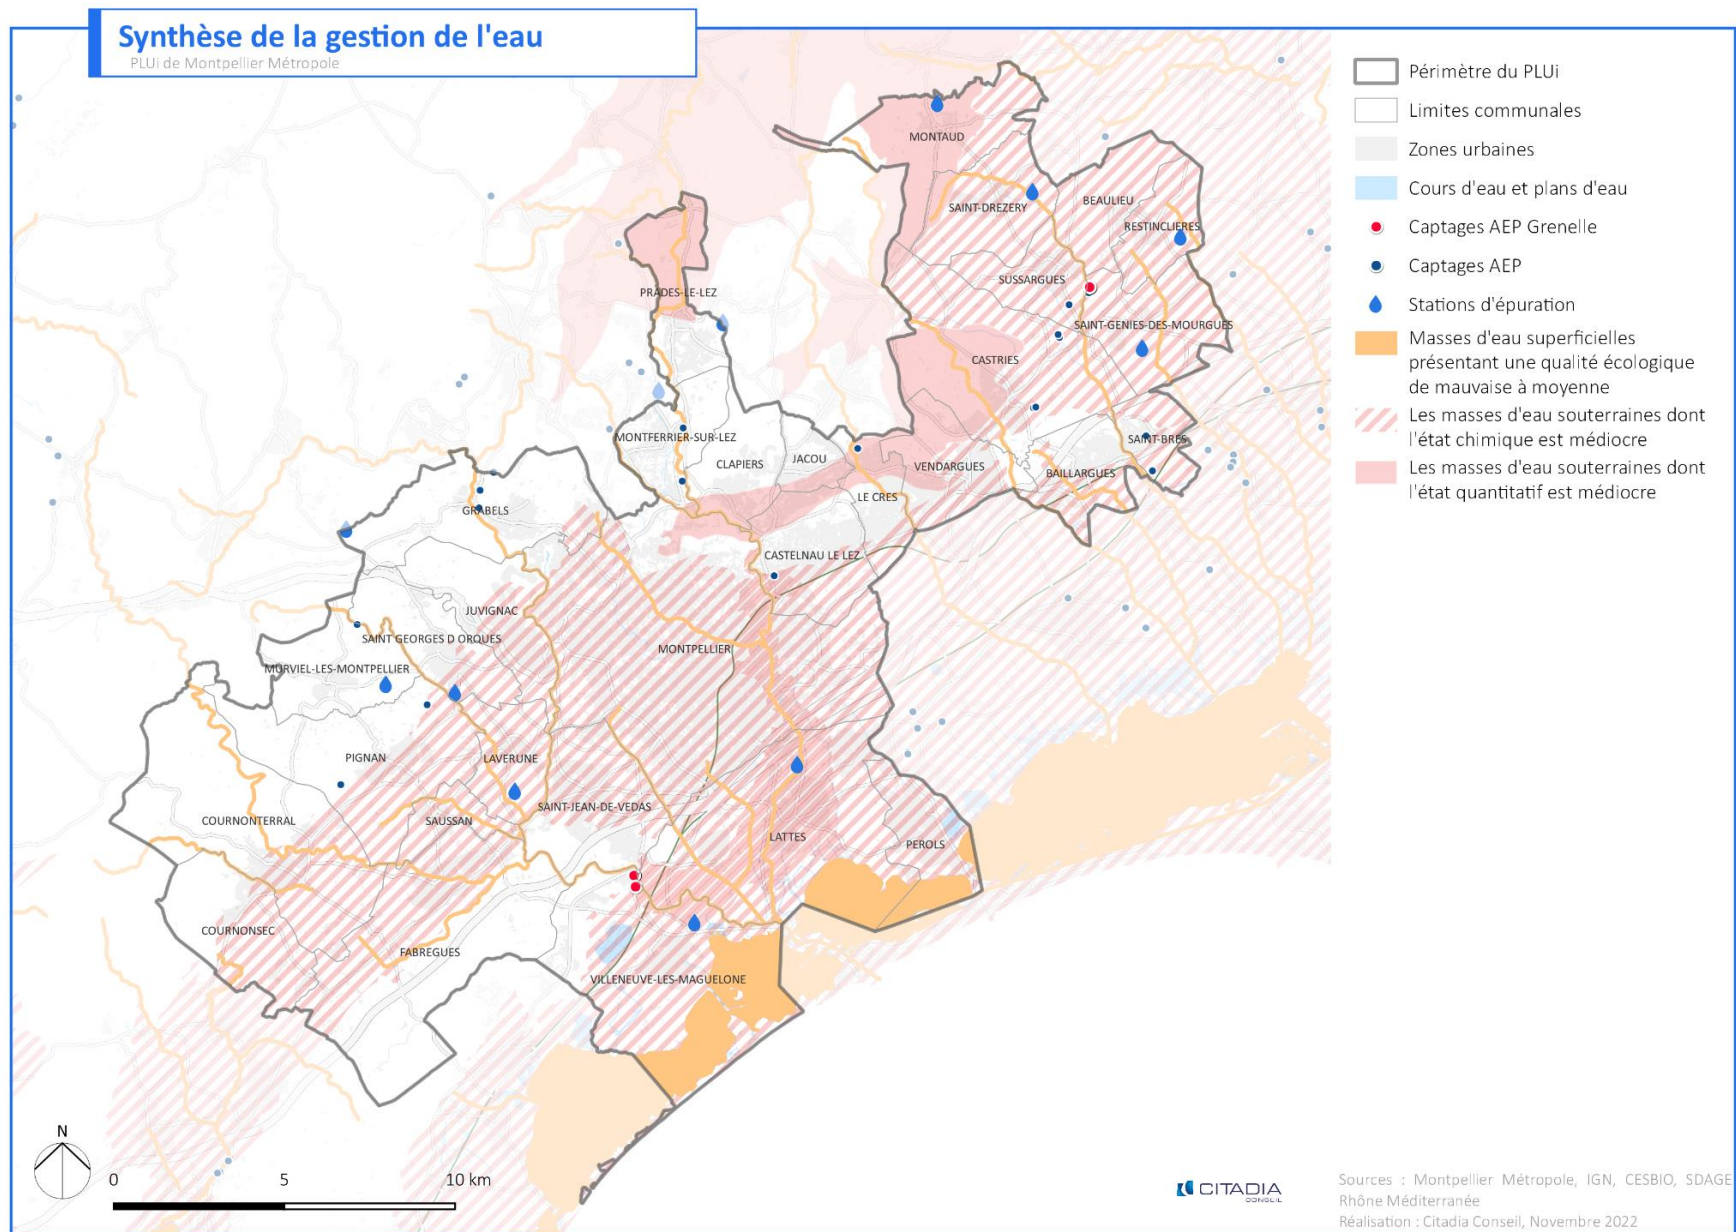 Synthèse de la gestion de l'eau
PLUi de Montpellier Métropole
Périmètre du PLUi
Limites communales
Zones urbaines
Cours d'eau et plans d'eau
Captages AEP Grenelle
Captages AEP
Stations d'épuration
Masses d'eau superficielles
présentant une qualité écologique
de mauvaise à moyenne
Les masses d'eau souterraines dont
l'état chimique est médiocre
Les masses d'eau souterraines dont
l'état quantitatif est médiocre
MONTAUD
SAINT-DREZERY
BEAULIEU
RESTINCLIERES
SUSSARGUES
PRADES-LE-LEZ
SAINT-GENIES-DES-MOURGUES
CASTRIES
MONTFERRIER-SUR-LEZ
SAINT-BRES
CLAPIERS
JACOU
VENDARGUES
BAILLARGUES
LE CRES
GRABELS
CASTELNAU LE LEZ
JUVIGNAC
SAINT GEORGES D ORQUES
MONTPELLIER
MURVIEL-LES-MONTPELLIER
PIGNAN
LAVERUNE
SAINT-JEAN-DE-VEDAS
COURNONTERRAL
SAUSSAN
LATTES
PEROLS
COURNONSEC
FABREGUES
VILLENEUVE-LES-MAGUELONE
N
0 5 10 km
CITADIA
CONSEIL
Sources : Montpellier Métropole, IGN, CESBIO, SDAGE
Rhône Méditerranée
Réalisation : Citadia Conseil, Novembre 2022